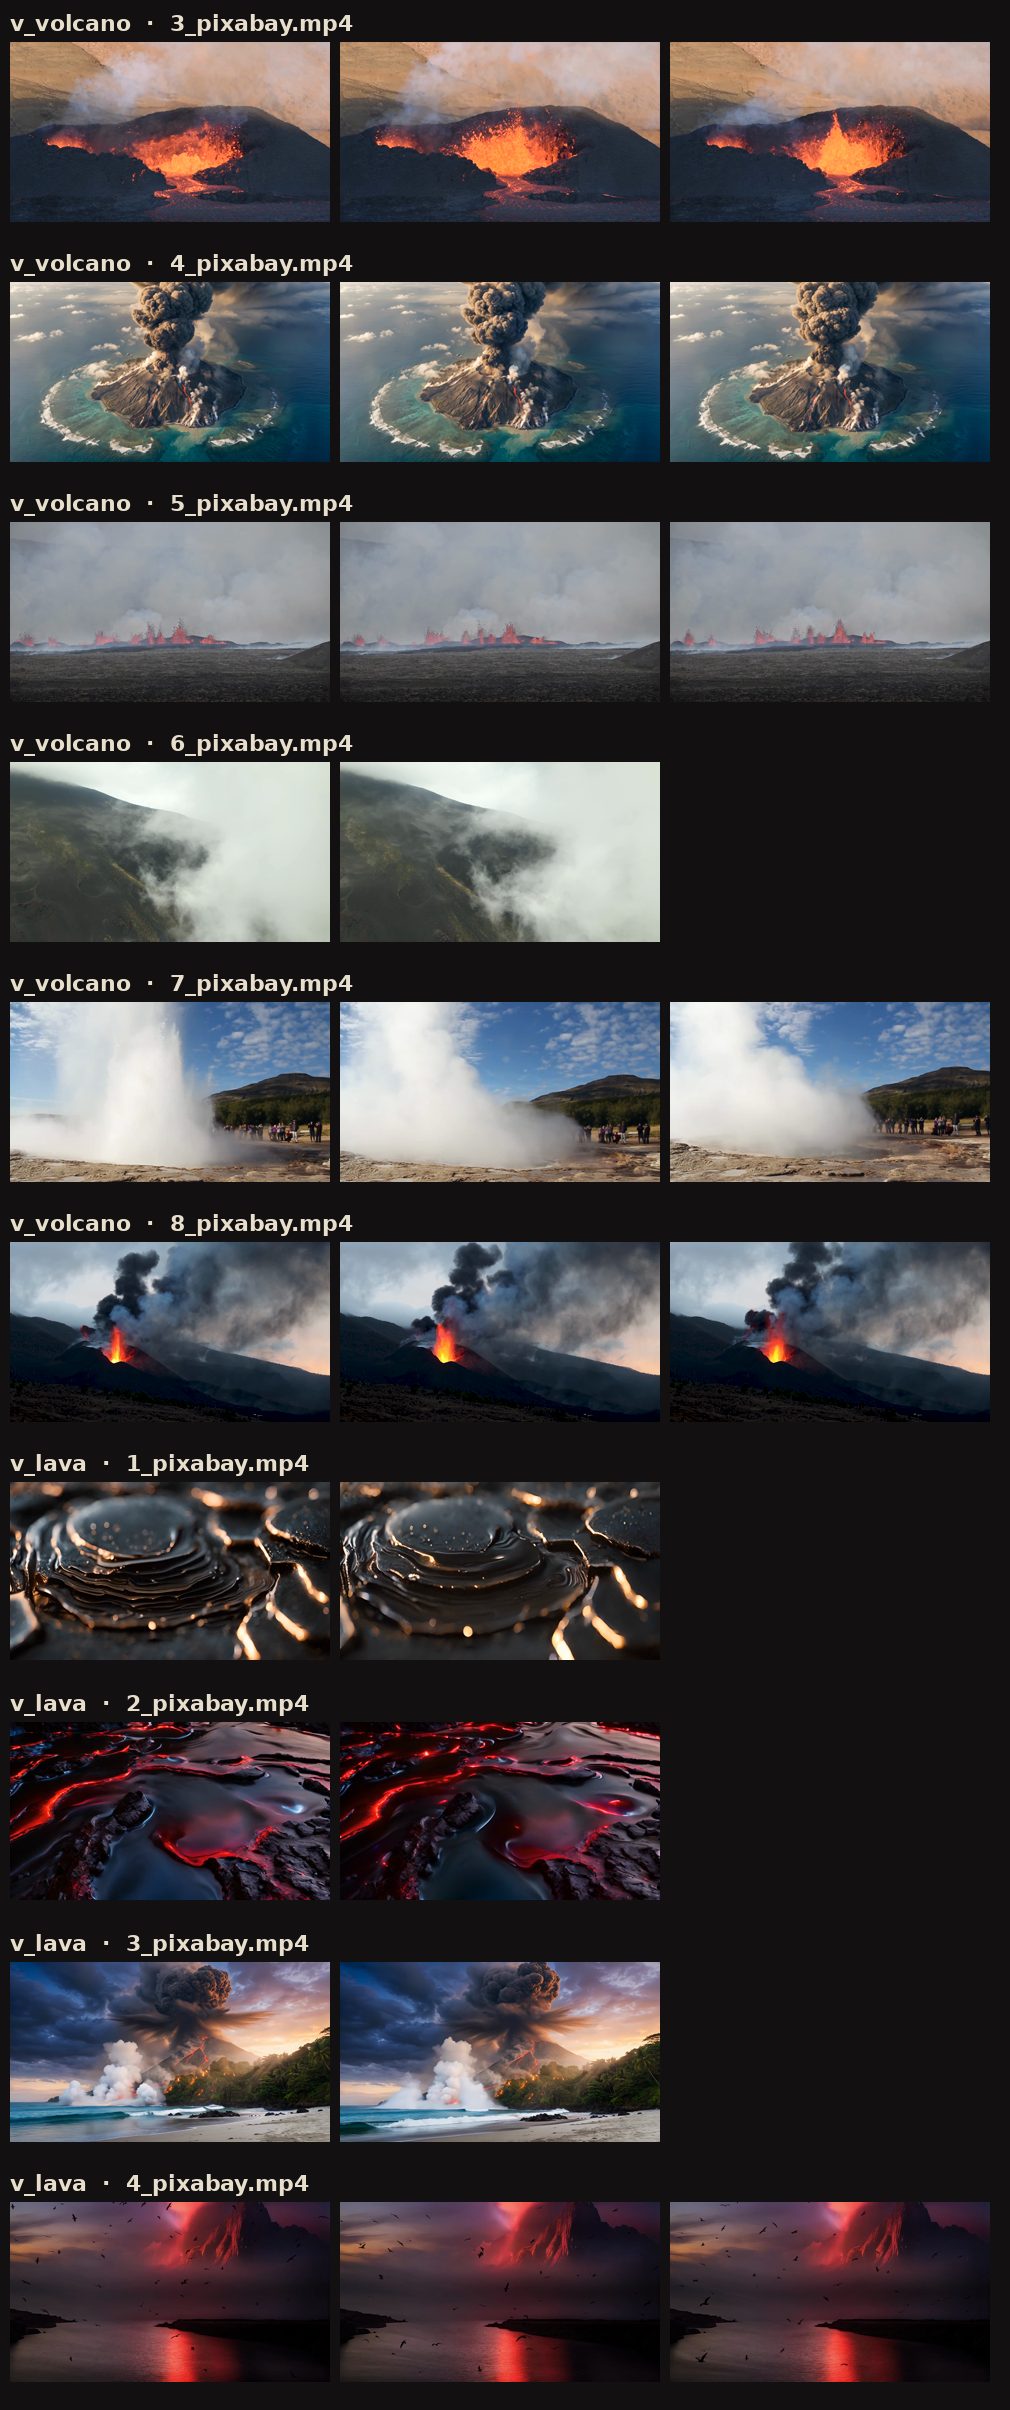 v_volcano · 3_pixabay.mp4
v_volcano · 4_pixabay.mp4
v_volcano · 5_pixabay.mp4
v_volcano · 6_pixabay.mp4
v_volcano · 7_pixabay.mp4
v_volcano · 8_pixabay.mp4
v_lava · 1_pixabay.mp4
v_lava · 2_pixabay.mp4
v_lava · 3_pixabay.mp4
v_lava · 4_pixabay.mp4